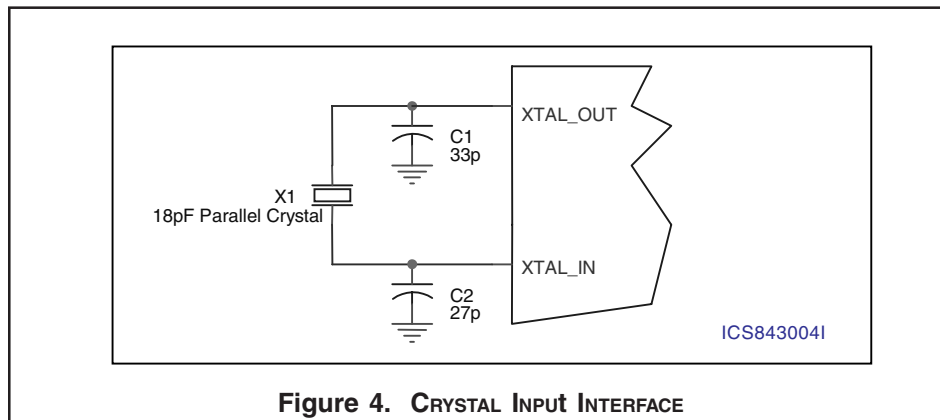 XTAL_OUT
C1
33p
X1
18pF Parallel Crystal
XTAL_IN
C2
27p
ICS843004I
Figure 4. CRYSTAL INPUT INTERFACE